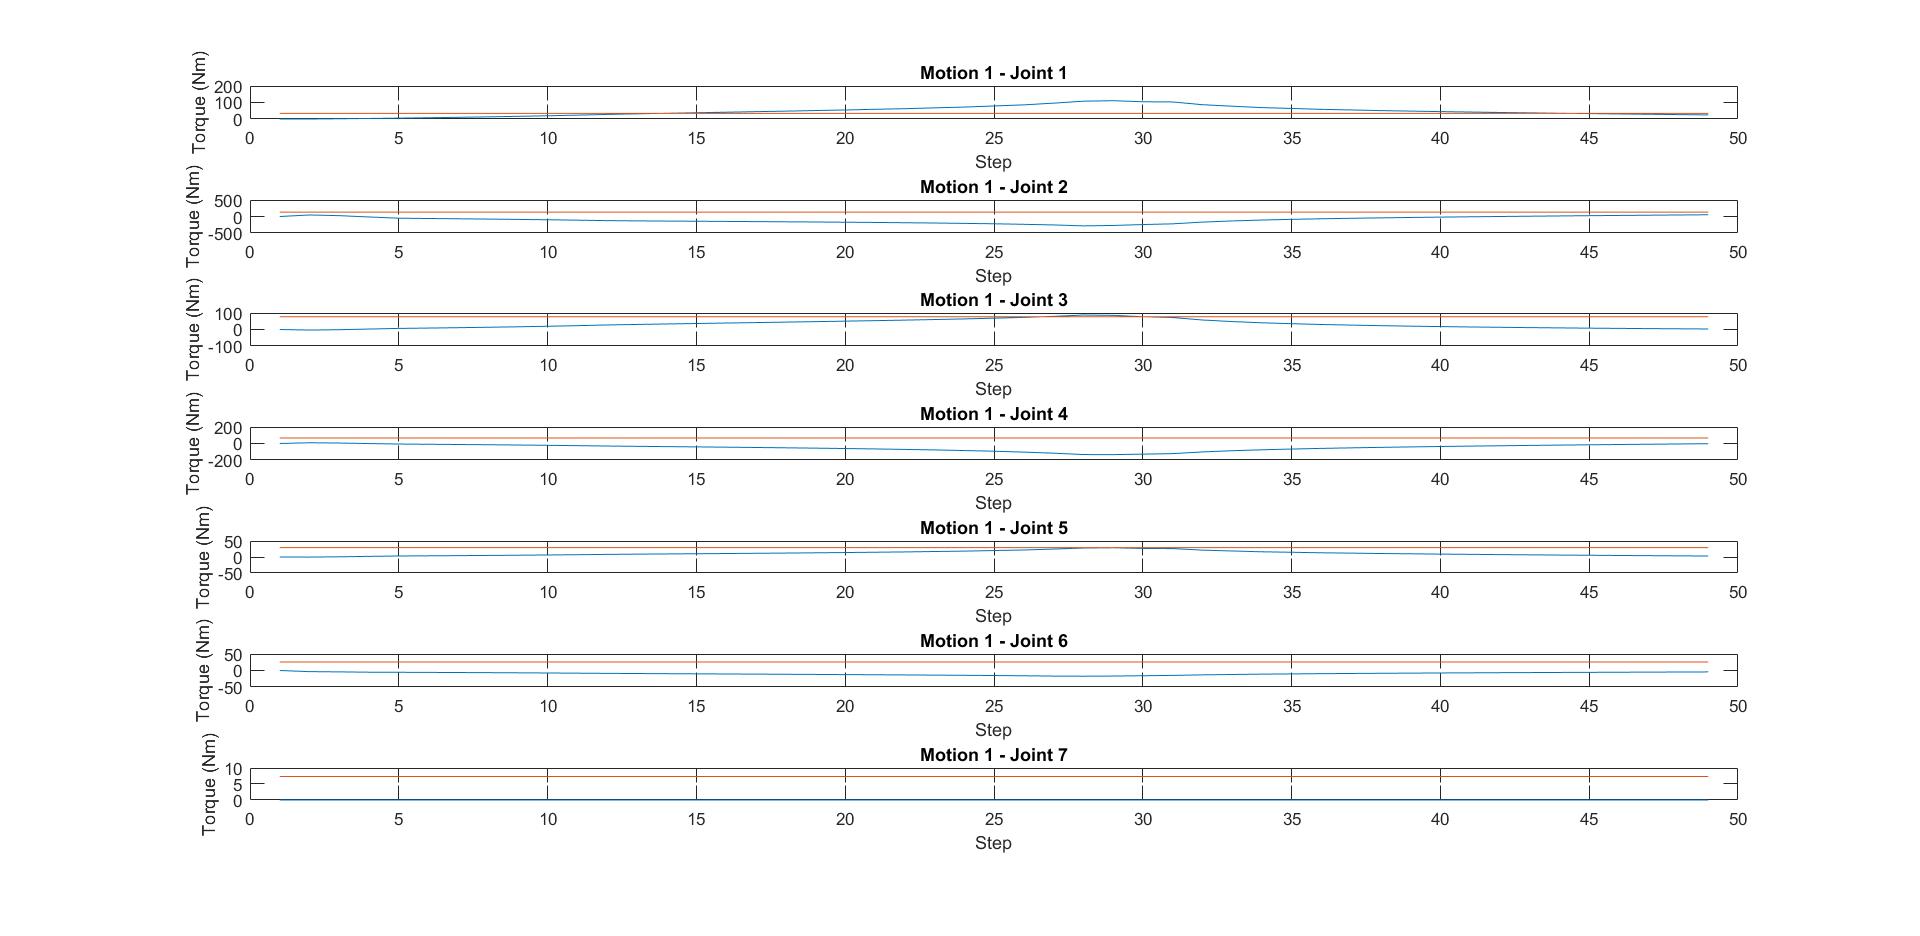 Motion 1 - Joint 1
Torque (Nm)
200
100
0
0 5 10 15 20 25 30 35 40 45 50
Step
Motion 1 - Joint 2
Torque (Nm)
500
0
-500
0 5 10 15 20 25 30 35 40 45 50
Step
Motion 1 - Joint 3
Torque (Nm)
100
0
-100
0 5 10 15 20 25 30 35 40 45 50
Step
Motion 1 - Joint 4
Torque (Nm)
200
0
-200
0 5 10 15 20 25 30 35 40 45 50
Step
Motion 1 - Joint 5
Torque (Nm)
50
0
-50
0 5 10 15 20 25 30 35 40 45 50
Step
Motion 1 - Joint 6
Torque (Nm)
50
0
-50
0 5 10 15 20 25 30 35 40 45 50
Step
Motion 1 - Joint 7
Torque (Nm)
10
5
0
0 5 10 15 20 25 30 35 40 45 50
Step